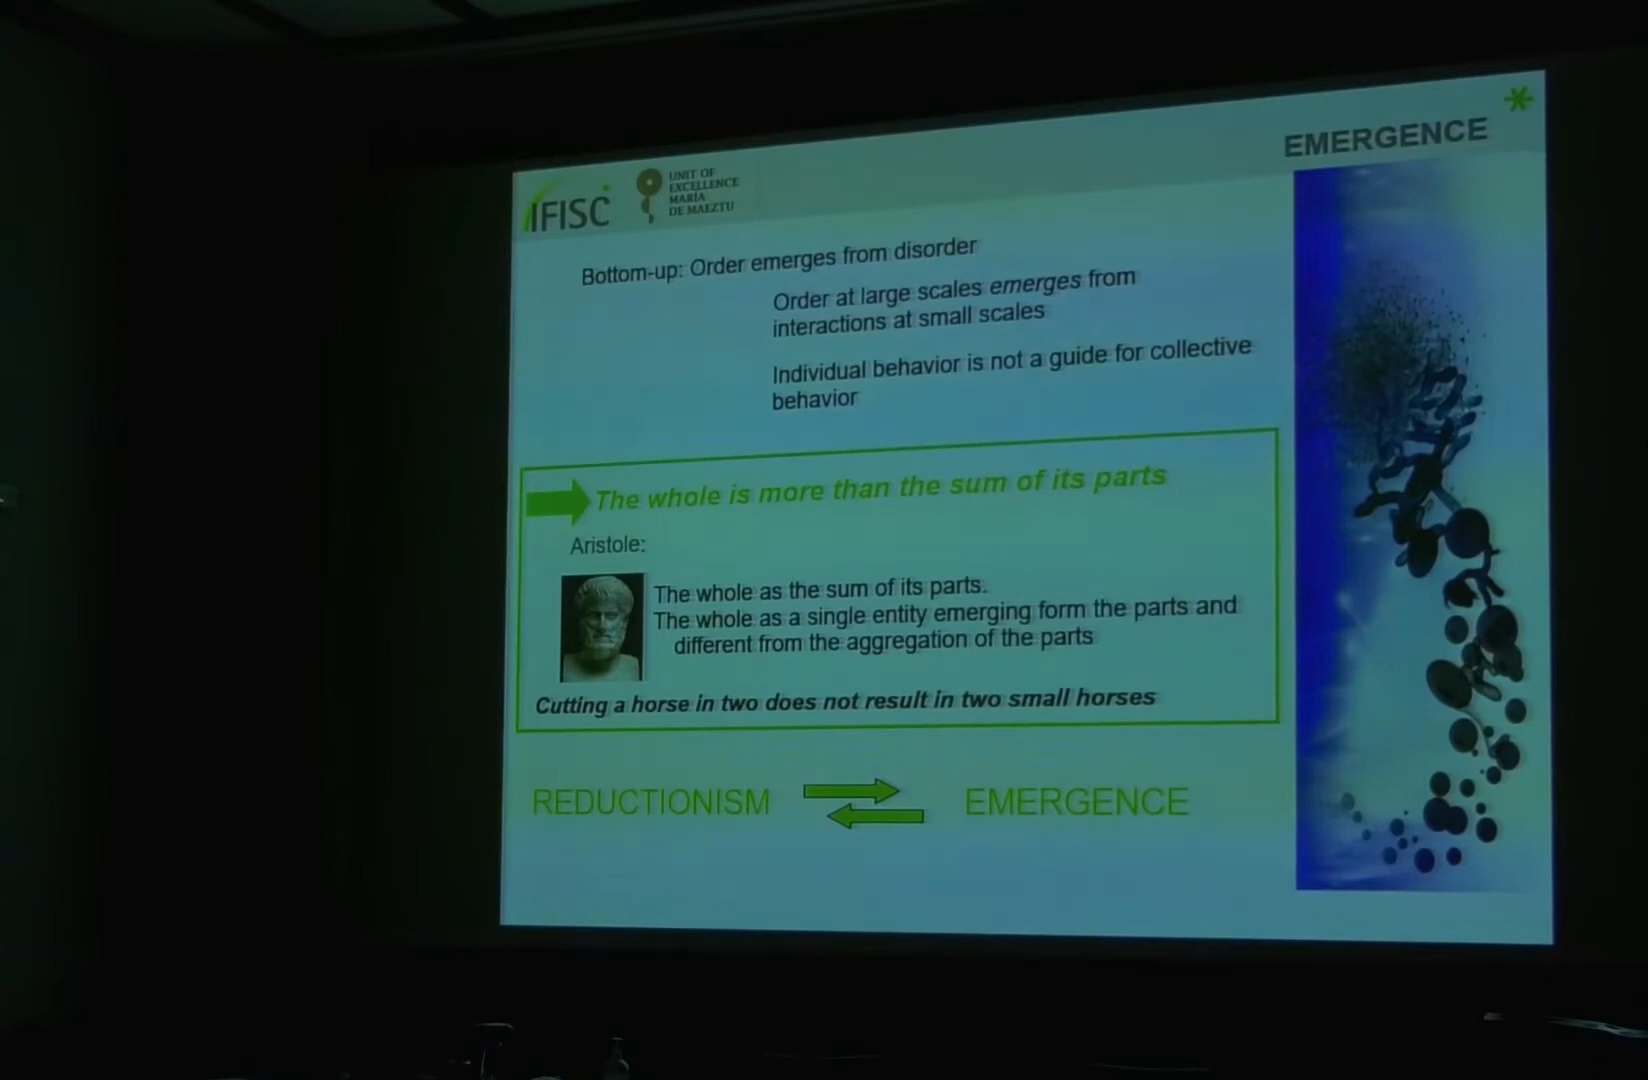 EMERGENCE
IFISC
UNIT OF
EXCELLENCE
MARÍA
DE MAEZTU
Bottom-up: Order emerges from disorder
Order at large scales emerges from
interactions at small scales
Individual behavior is not a guide for collective
behavior
The whole is more than the sum of its parts
Aristole:
The whole as the sum of its parts.
The whole as a single entity emerging form the parts and
different from the aggregation of the parts
Cutting a horse in two does not result in two small horses
REDUCTIONISM
EMERGENCE